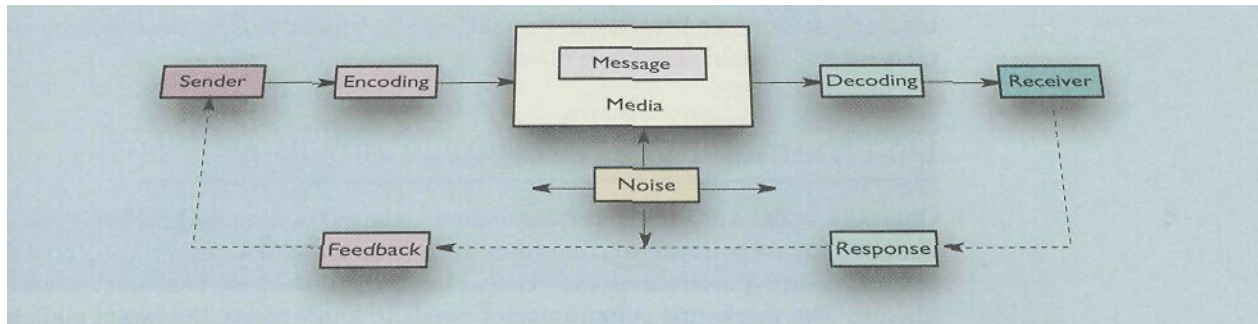 Message
Sender
Encoding
Decoding
Receiver
Media
Noise
Feedback
Response